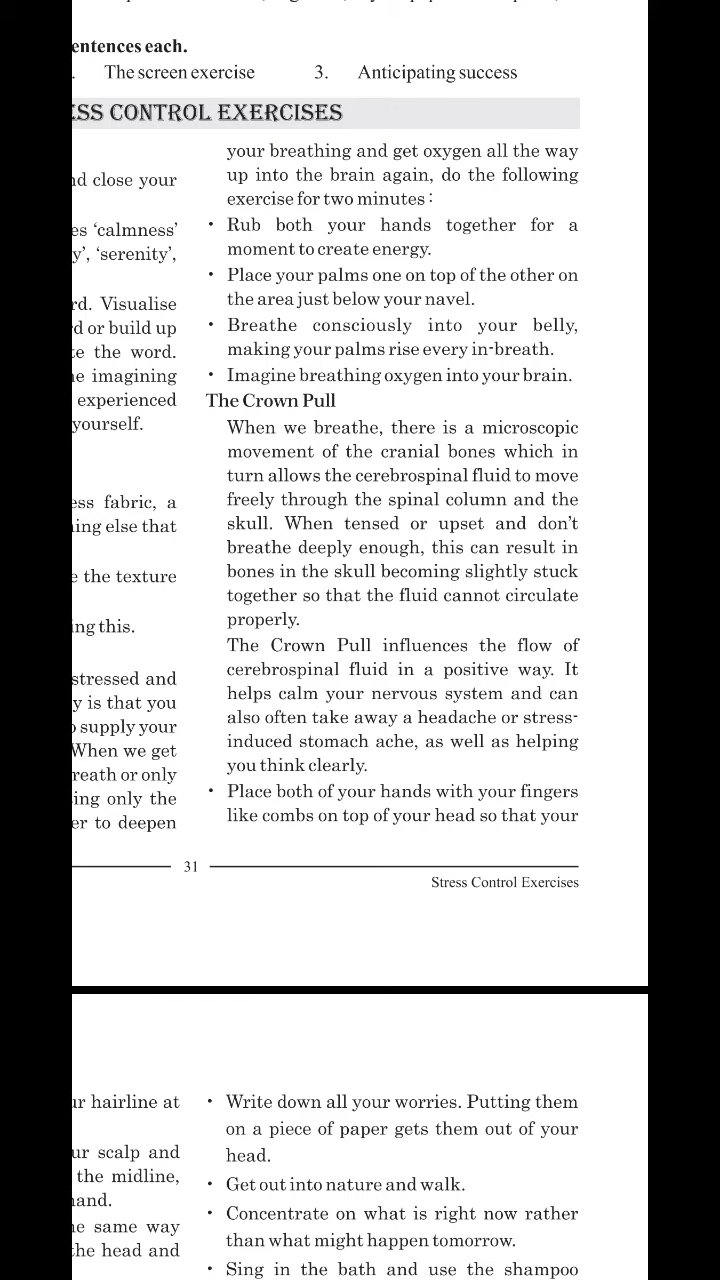 entences each.
. The screen exercise 3. Anticipating success
ESS CONTROL EXERCISES
nd close your
es ‘calmness’
y’, ‘serenity’,
rd. Visualise
d or build up
te the word.
e imagining
experienced
yourself.
ess fabric, a
ing else that
e the texture
ing this.
stressed and
y is that you
o supply your
When we get
reath or only
ing only the
er to deepen
your breathing and get oxygen all the way
up into the brain again, do the following
exercise for two minutes :
• Rub both your hands together for a
moment to create energy.
• Place your palms one on top of the other on
the area just below your navel.
• Breathe consciously into your belly,
making your palms rise every in-breath.
• Imagine breathing oxygen into your brain.
The Crown Pull
When we breathe, there is a microscopic
movement of the cranial bones which in
turn allows the cerebrospinal fluid to move
freely through the spinal column and the
skull. When tensed or upset and don’t
breathe deeply enough, this can result in
bones in the skull becoming slightly stuck
together so that the fluid cannot circulate
properly.
The Crown Pull influences the flow of
cerebrospinal fluid in a positive way. It
helps calm your nervous system and can
also often take away a headache or stress-
induced stomach ache, as well as helping
you think clearly.
• Place both of your hands with your fingers
like combs on top of your head so that your
31
Stress Control Exercises
ur hairline at
ur scalp and
the midline,
hand.
e same way
the head and
• Write down all your worries. Putting them
on a piece of paper gets them out of your
head.
• Get out into nature and walk.
• Concentrate on what is right now rather
than what might happen tomorrow.
• Sing in the bath and use the shampoo